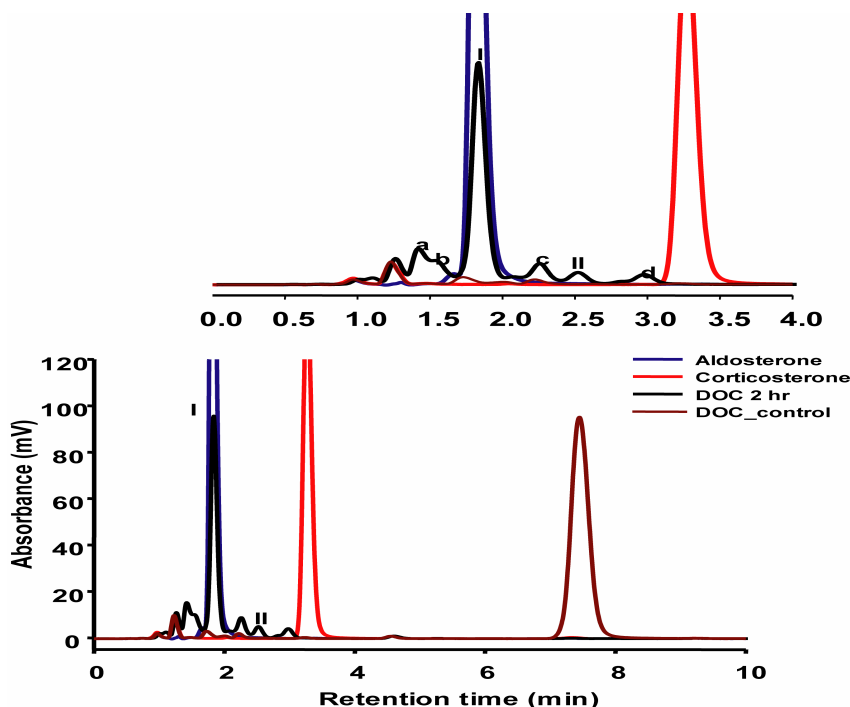 I
a
b
c
II
d
0.0 0.5 1.0 1.5 2.0 2.5 3.0 3.5 4.0
120
100
80
60
40
20
0
Absorbance (mV)
I
II
Aldosterone
Corticosterone
DOC 2 hr
DOC_control
0 2 4 6 8 10
Retention time (min)